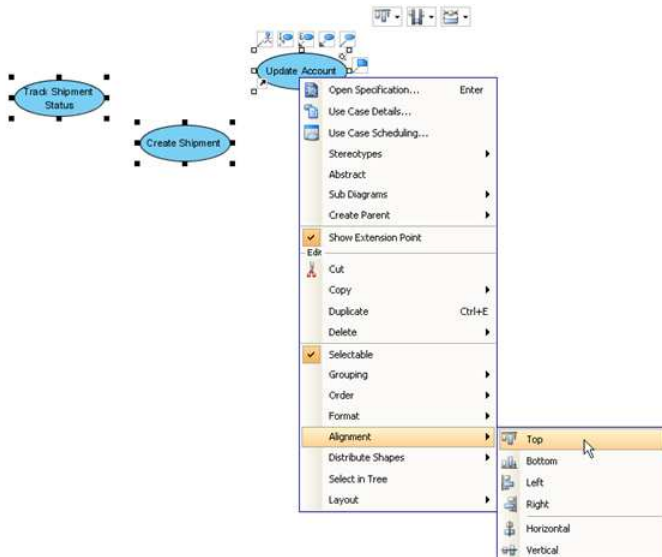 Update Account
Track Shipment
Status
Create Shipment
Open Specification... Enter
Use Case Details...
Use Case Scheduling...
Stereotypes
Abstract
Sub Diagrams
Create Parent
Show Extension Point
Edit
Cut
Copy
Duplicate Ctrl+E
Delete
Selectable
Grouping
Order
Format
Alignment
Distribute Shapes
Select in Tree
Layout
Top
Bottom
Left
Right
Horizontal
Vertical